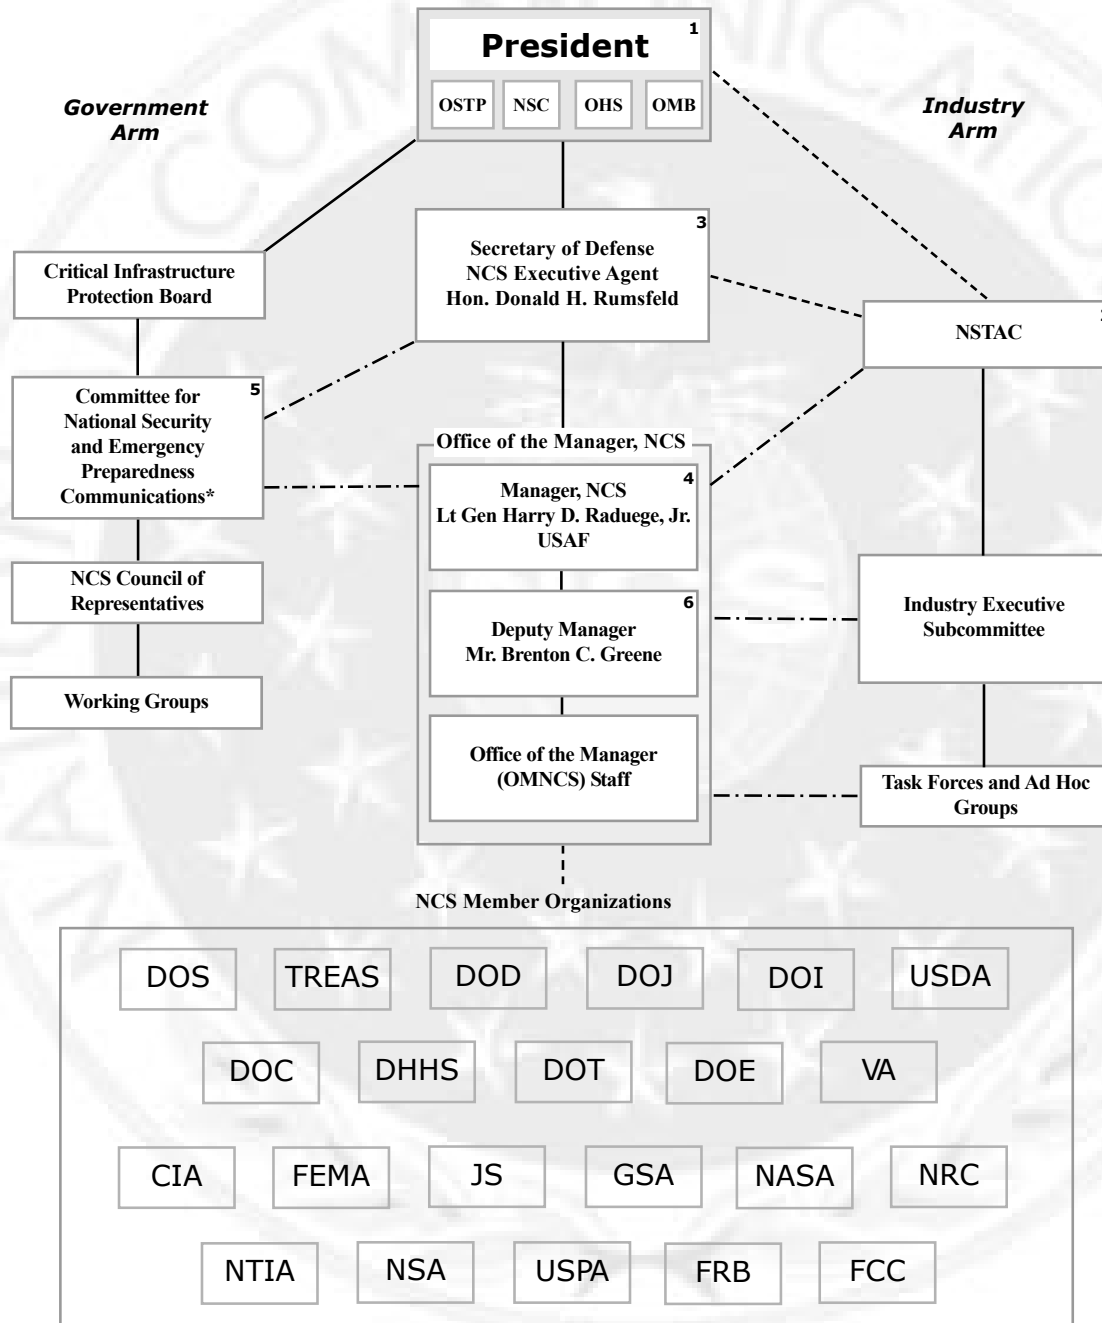 President
1
OSTP
NSC
OHS
OMB
Government
Arm
Industry
Arm
3
Secretary of Defense
NCS Executive Agent
Hon. Donald H. Rumsfeld
Critical Infrastructure
Protection Board
NSTAC
5
Committee for
National Security
and Emergency
Preparedness
Communications*
Office of the Manager, NCS
4
Manager, NCS
Lt Gen Harry D. Raduege, Jr.
USAF
NCS Council of
Representatives
6
Deputy Manager
Mr. Brenton C. Greene
Industry Executive
Subcommittee
Working Groups
Office of the Manager
(OMNCS) Staff
Task Forces and Ad Hoc
Groups
NCS Member Organizations
DOS
TREAS
DOD
DOJ
DOI
USDA
DOC
DHHS
DOT
DOE
VA
CIA
FEMA
JS
GSA
NASA
NRC
NTIA
NSA
USPA
FRB
FCC